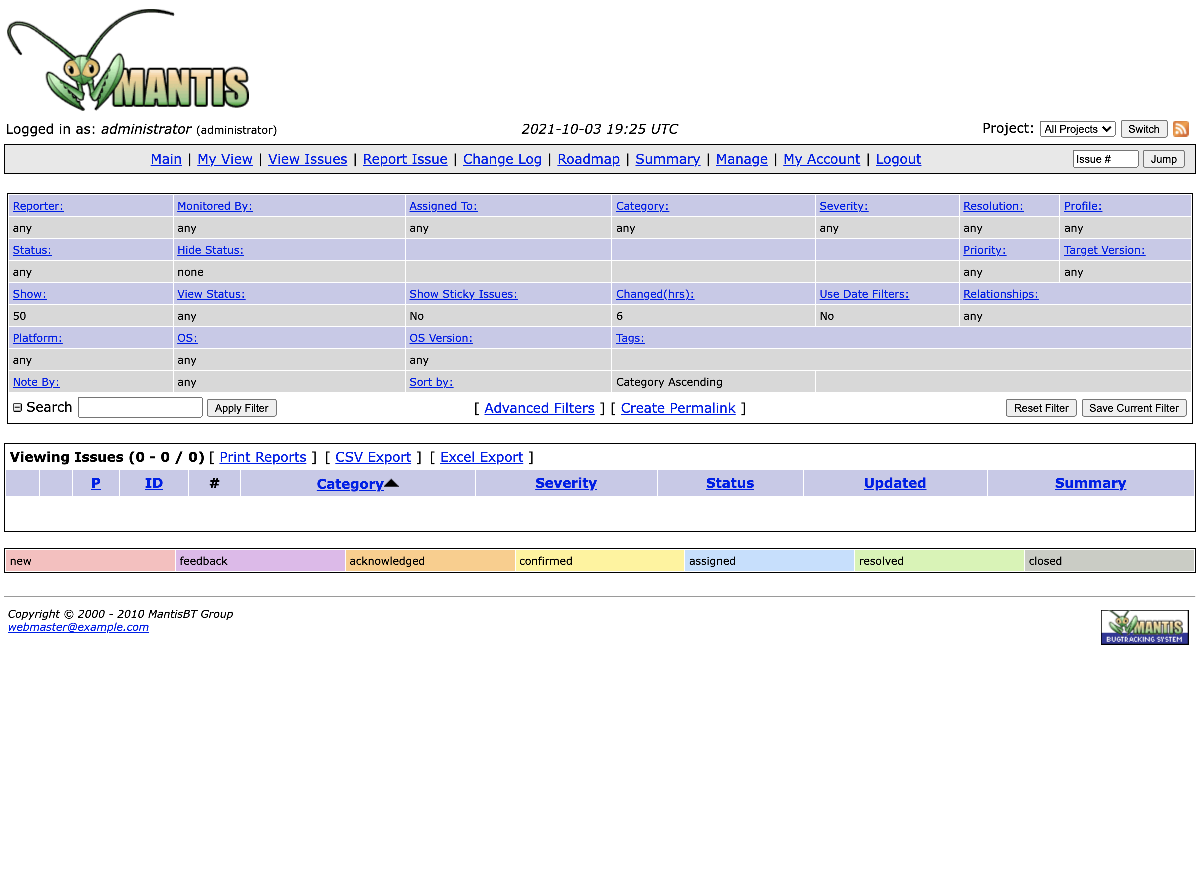 MANTIS
Logged in as: administrator (administrator) 2021-10-03 19:25 UTC Project: All Projects Switch
Main | My View | View Issues | Report Issue | Change Log | Roadmap | Summary | Manage | My Account | Logout Issue # Jump
Reporter: Monitored By: Assigned To: Category: Severity: Resolution: Profile:
any any any any any any any
Status: Hide Status: Priority: Target Version:
any none any any
Show: View Status: Show Sticky Issues: Changed(hrs): Use Date Filters: Relationships:
50 any No 6 No any
Platform: OS: OS Version: Tags:
any any any
Note By: any Sort by: Category Ascending
Search Apply Filter [ Advanced Filters ] [ Create Permalink ] Reset Filter Save Current Filter
Viewing Issues (0 - 0 / 0) [ Print Reports ] [ CSV Export ] [ Excel Export ]
P ID # Category Severity Status Updated Summary
new feedback acknowledged confirmed assigned resolved closed
Copyright © 2000 - 2010 MantisBT Group
webmaster@example.com
MANTIS
BUGTRACKING SYSTEM